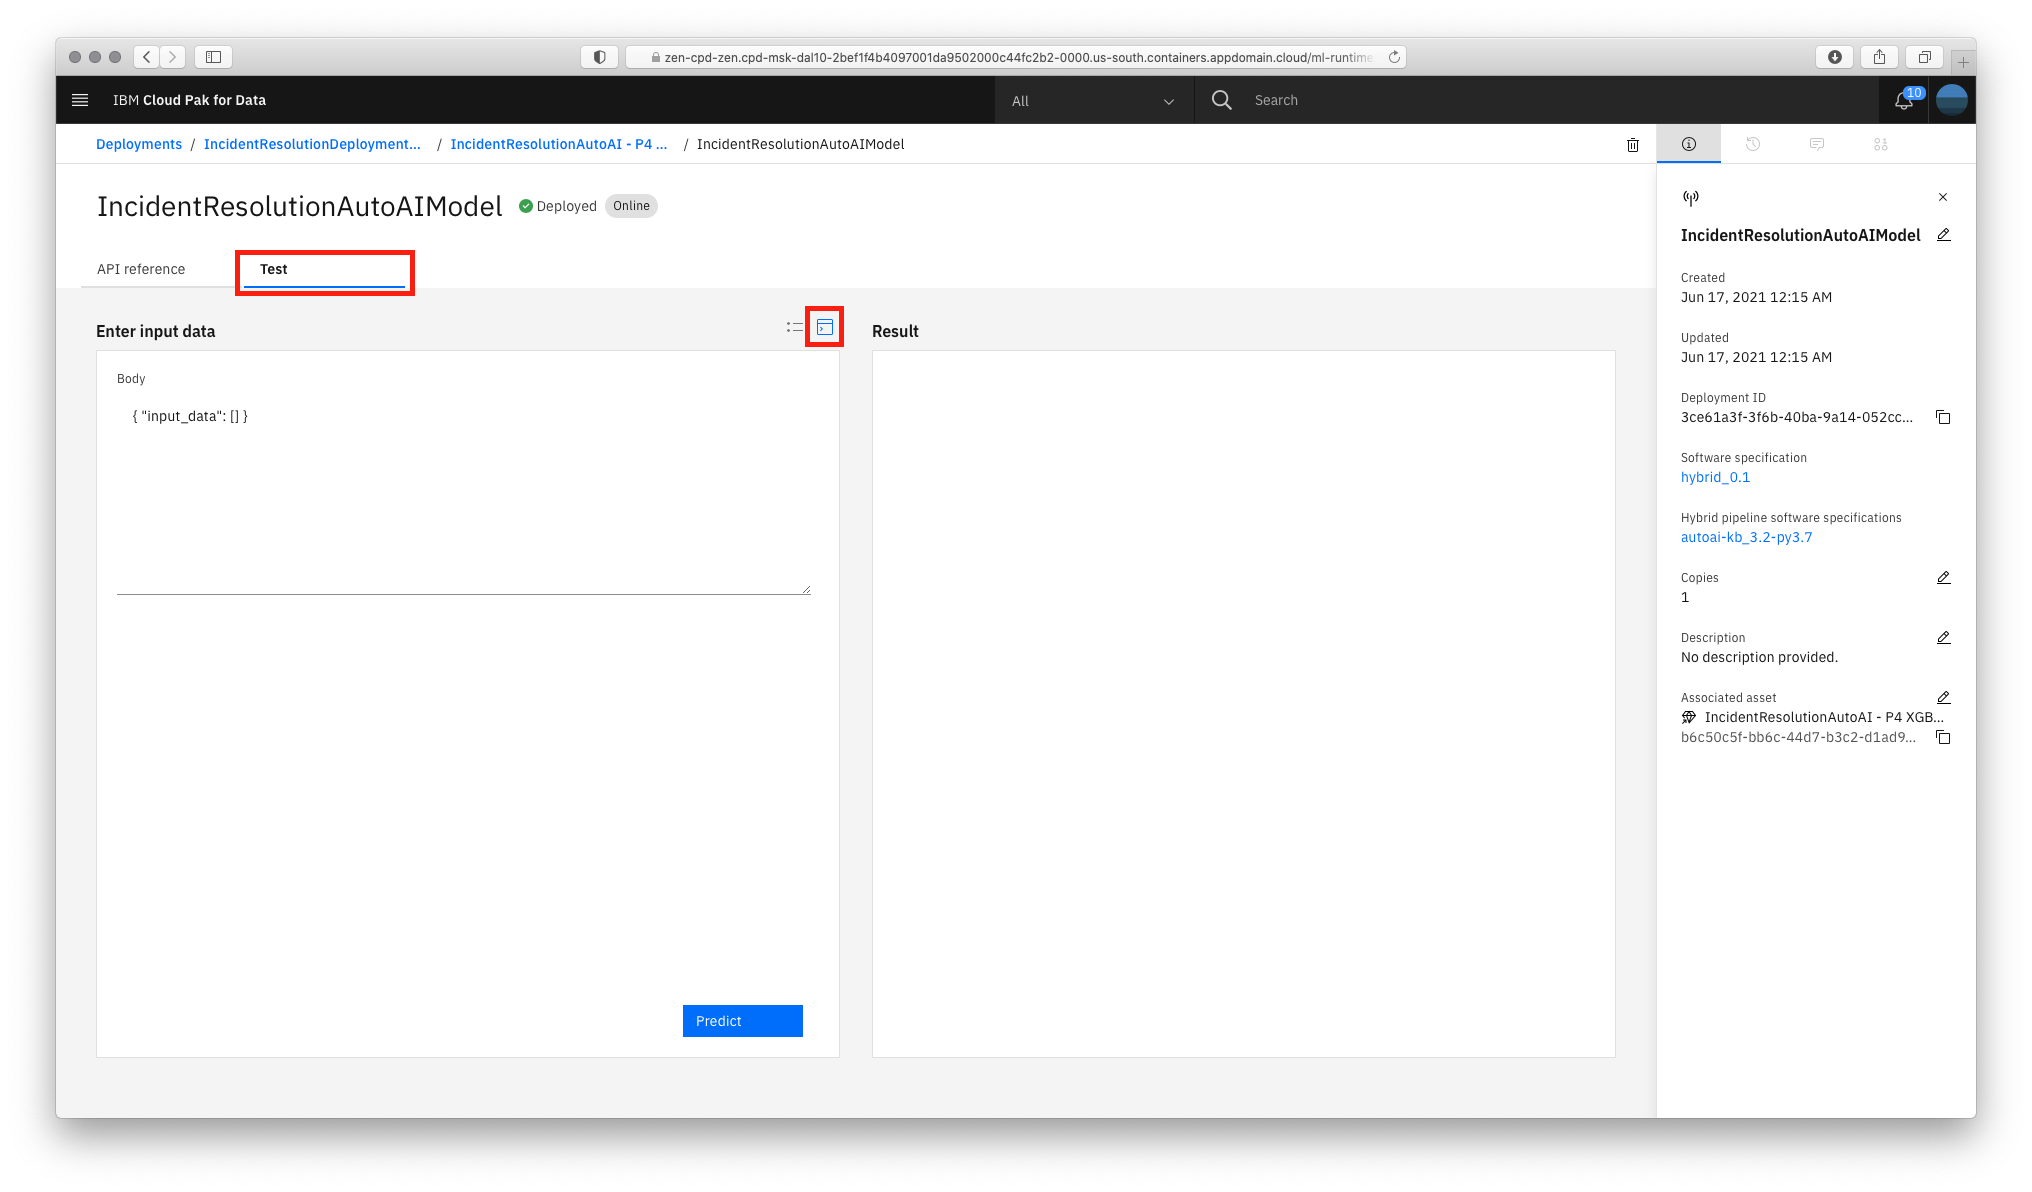 zen-cpd-zen.cpd-msk-dal10-2bef1f4b4097001da9502000c44fc2b2-0000.us-south.containers.appdomain.cloud/ml-runtime
IBM Cloud Pak for Data
All
Search
10
Deployments / IncidentResolutionDeployment... / IncidentResolutionAutoAI - P4 ... / IncidentResolutionAutoAIModel
IncidentResolutionAutoAIModel
Deployed
Online
API reference
Test
Enter input data
Body
{ "input_data": [] }
Predict
Result
IncidentResolutionAutoAIModel
Created
Jun 17, 2021 12:15 AM
Updated
Jun 17, 2021 12:15 AM
Deployment ID
3ce61a3f-3f6b-40ba-9a14-052cc...
Software specification
hybrid_0.1
Hybrid pipeline software specifications
autoai-kb_3.2-py3.7
Copies
1
Description
No description provided.
Associated asset
IncidentResolutionAutoAI - P4 XGB...
b6c50c5f-bb6c-44d7-b3c2-d1ad9...